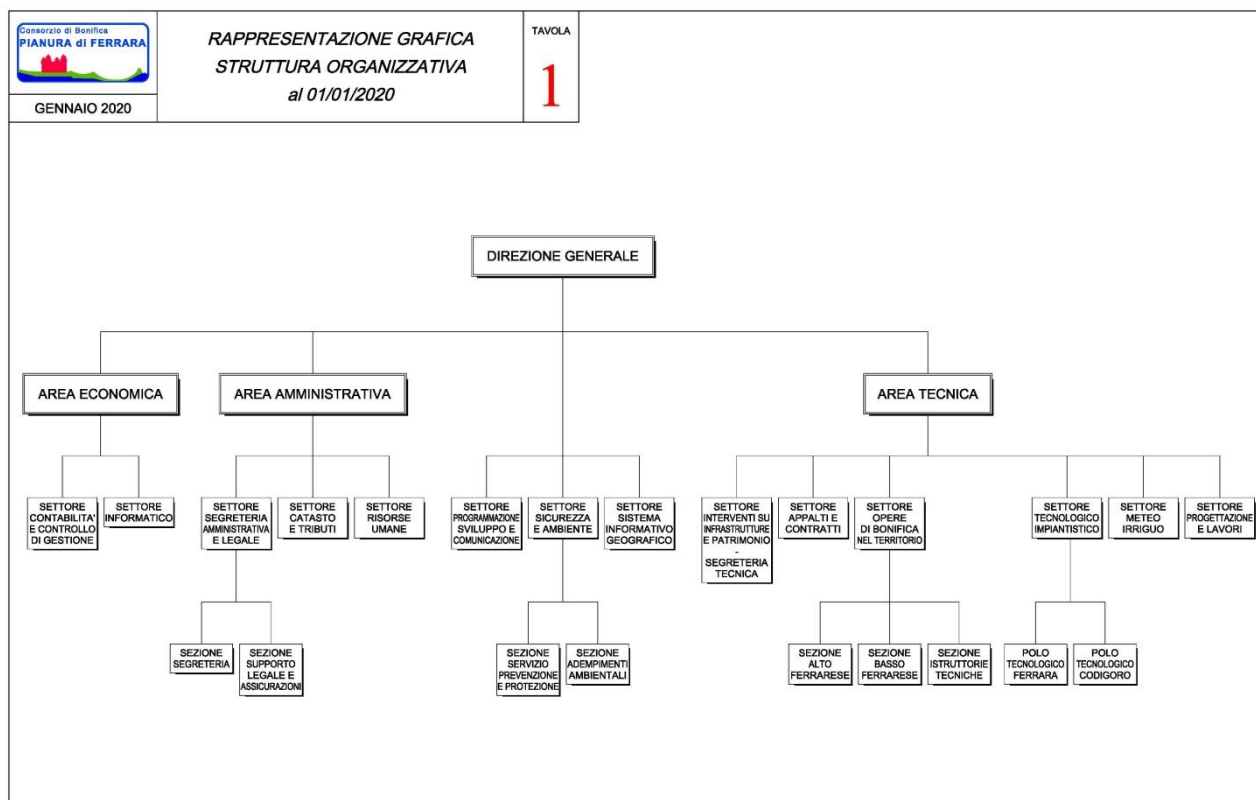 Consorzio di Bonifica
PIANURA di FERRARA
GENNAIO 2020
RAPPRESENTAZIONE GRAFICA
STRUTTURA ORGANIZZATIVA
al 01/01/2020
TAVOLA
1
DIREZIONE GENERALE
AREA ECONOMICA
AREA AMMINISTRATIVA
AREA TECNICA
SETTORE
CONTABILITA'
E CONTROLLO
DI GESTIONE
SETTORE
INFORMATICO
SETTORE
SEGRETERIA
AMMINISTRATIVA
E LEGALE
SETTORE
CATASTO
E TRIBUTI
SETTORE
RISORSE
UMANE
SETTORE
PROGRAMMAZIONE
SVILUPPO E
COMUNICAZIONE
SETTORE
SICUREZZA
E AMBIENTE
SETTORE
SISTEMA
INFORMATIVO
GEOGRAFICO
SETTORE
INTERVENTI SU
INFRASTRUTTURE
E PATRIMONIO
-
SEGRETERIA
TECNICA
SETTORE
APPALTI E
CONTRATTI
SETTORE
OPERE
DI BONIFICA
NEL TERRITORIO
SETTORE
TECNOLOGICO
IMPIANTISTICO
SETTORE
METEO
IRRIGUO
SETTORE
PROGETTAZIONE
E LAVORI
SEZIONE
SEGRETERIA
SEZIONE
SUPPORTO
LEGALE E
ASSICURAZIONI
SEZIONE
SERVIZIO
PREVENZIONE
E PROTEZIONE
SEZIONE
ADEMPIMENTI
AMBIENTALI
SEZIONE
ALTO
FERRARESE
SEZIONE
BASSO
FERRARESE
SEZIONE
ISTRUTTORIE
TECNICHE
POLO
TECNOLOGICO
FERRARA
POLO
TECNOLOGICO
CODIGORO